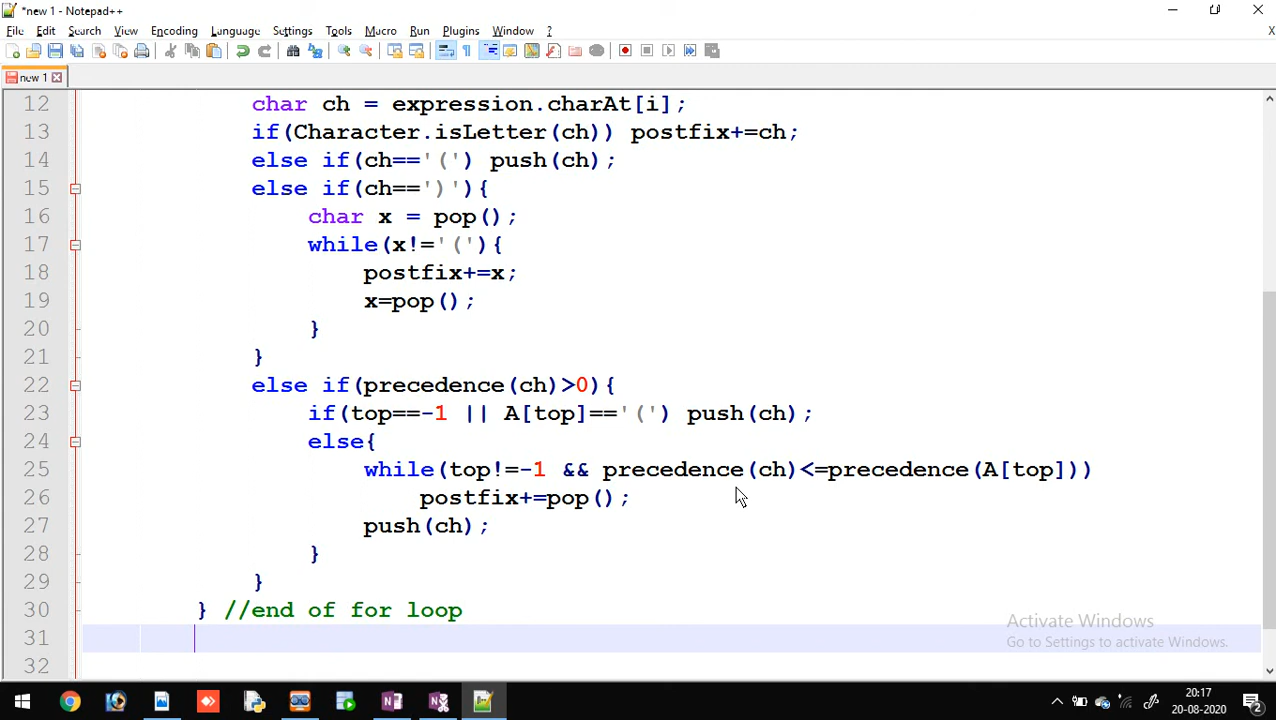 *new 1 - Notepad++
File Edit Search View Encoding Language Settings Tools Macro Run Plugins Window ?
X
new 1
12 char ch = expression.charAt[i];
13 if(Character.isLetter(ch)) postfix+=ch;
14 else if(ch=='(') push(ch);
15 else if(ch==')'){
16 char x = pop();
17 while(x!='('){
18 postfix+=x;
19 x=pop();
20 }
21 }
22 else if(precedence(ch)>0){
23 if(top==-1 || A[top]=='(') push(ch);
24 else{
25 while(top!=-1 && precedence(ch)<=precedence(A[top]))
26 postfix+=pop();
27 push(ch);
28 }
29 }
30 } //end of for loop
31
32
Activate Windows
Go to Settings to activate Windows.
20:17
20-08-2020
2